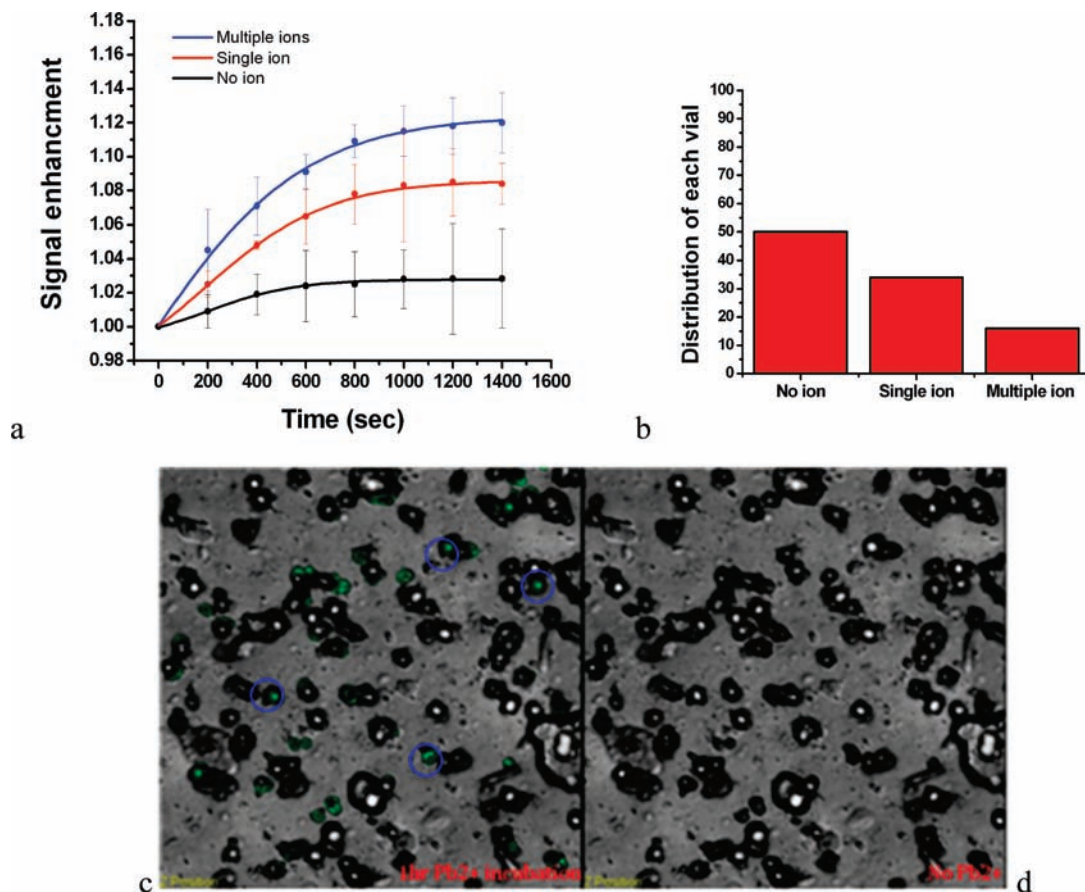 Multiple ions
Single ion
No ion
Signal enhancment
1.18
1.16
1.14
1.12
1.10
1.08
1.06
1.04
1.02
1.00
0.98
0 200 400 600 800 1000 1200 1400 1600
Time (sec)
a
Distribution of each vial
100
90
80
70
60
50
40
30
20
10
0
No ion Single ion Multiple ion
b
Z Position
1hr Pb2+ incubation
c
Z Position
No Pb2+
d